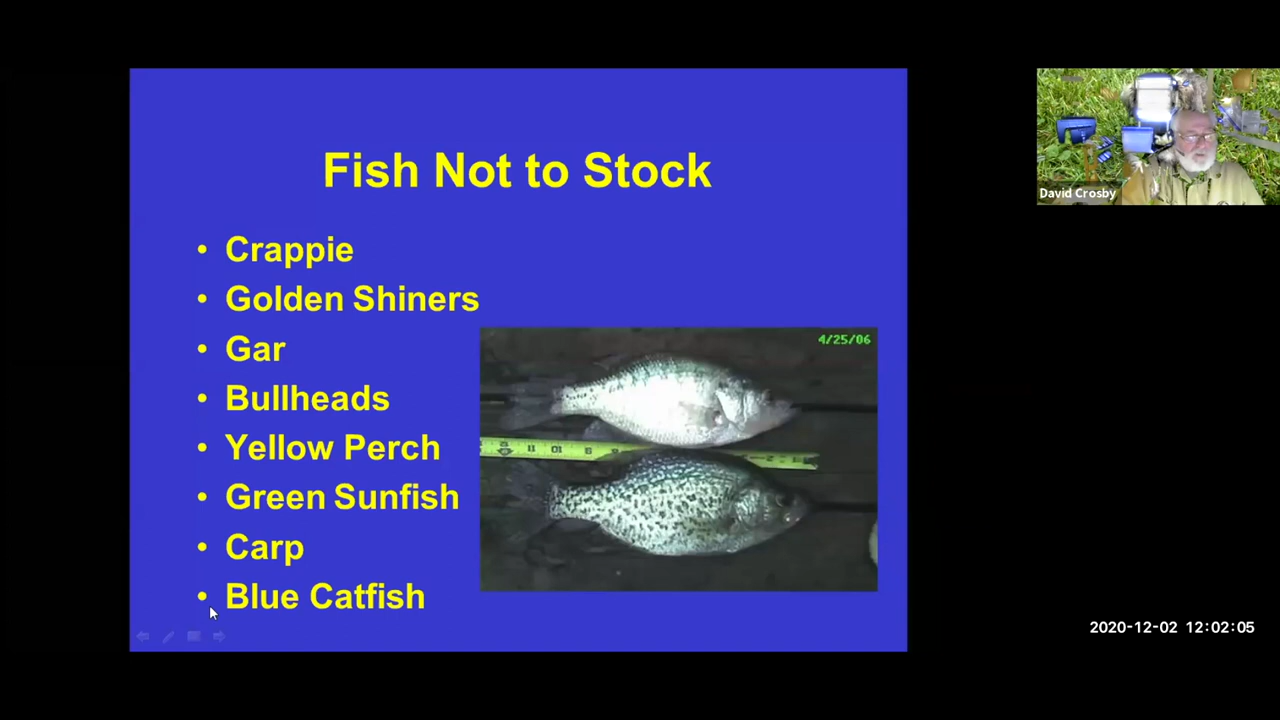 Fish Not to Stock
• Crappie
• Golden Shiners
• Gar
• Bullheads
• Yellow Perch
• Green Sunfish
• Carp
• Blue Catfish
4/25/06
David Crosby
2020-12-02 12:02:05